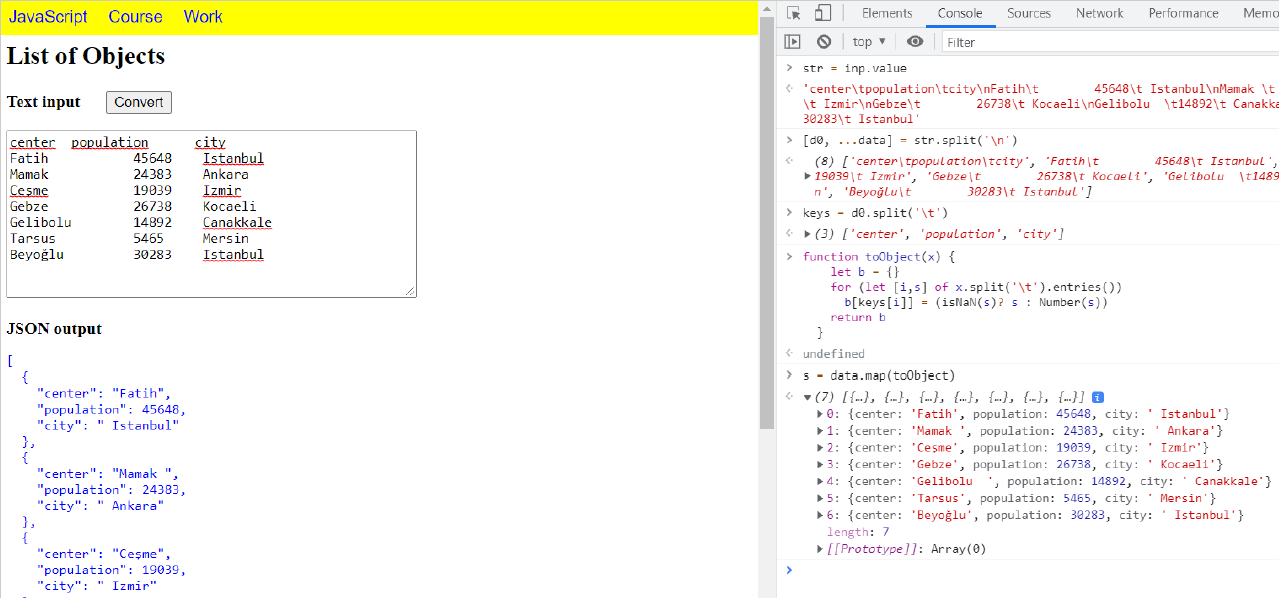 JavaScript Course Work
List of Objects
Text input Convert
center population city
Fatih 45648 Istanbul
Mamak 24383 Ankara
Ceşme 19039 Izmir
Gebze 26738 Kocaeli
Gelibolu 14892 Canakkale
Tarsus 5465 Mersin
Beyoğlu 30283 Istanbul
JSON output
[
{
"center": "Fatih",
"population": 45648,
"city": " Istanbul"
},
{
"center": "Mamak ",
"population": 24383,
"city": " Ankara"
},
{
"center": "Ceşme",
"population": 19039,
"city": " Izmir"
Elements Console Sources Network Performance Memo
top ▼ Filter
> str = inp.value
'center\tpopulation\tcity\nFatih\t 45648\t Istanbul\nMamak \t
\t Izmir\nGebze\t 26738\t Kocaeli\nGelibolu \t14892\t Canakka
30283\t Istanbul'
> [d0, ...data] = str.split('\n')
(8) ['center\tpopulation\tcity', 'Fatih\t 45648\t Istanbul',
19039\t Izmir', 'Gebze\t 26738\t Kocaeli', 'Gelibolu \t1489
n', 'Beyoğlu\t 30283\t Istanbul']
> keys = d0.split('\t')
(3) ['center', 'population', 'city']
> function toObject(x) {
let b = {}
for (let [i,s] of x.split('\t').entries())
b[keys[i]] = (isNaN(s)? s : Number(s))
return b
}
undefined
> s = data.map(toObject)
(7) [{…}, {…}, {…}, {…}, {…}, {…}, {…}] i
0: {center: 'Fatih', population: 45648, city: ' Istanbul'}
1: {center: 'Mamak ', population: 24383, city: ' Ankara'}
2: {center: 'Ceşme', population: 19039, city: ' Izmir'}
3: {center: 'Gebze', population: 26738, city: ' Kocaeli'}
4: {center: 'Gelibolu  ', population: 14892, city: ' Canakkale'}
5: {center: 'Tarsus', population: 5465, city: ' Mersin'}
6: {center: 'Beyoğlu', population: 30283, city: ' Istanbul'}
length: 7
[[Prototype]]: Array(0)
>